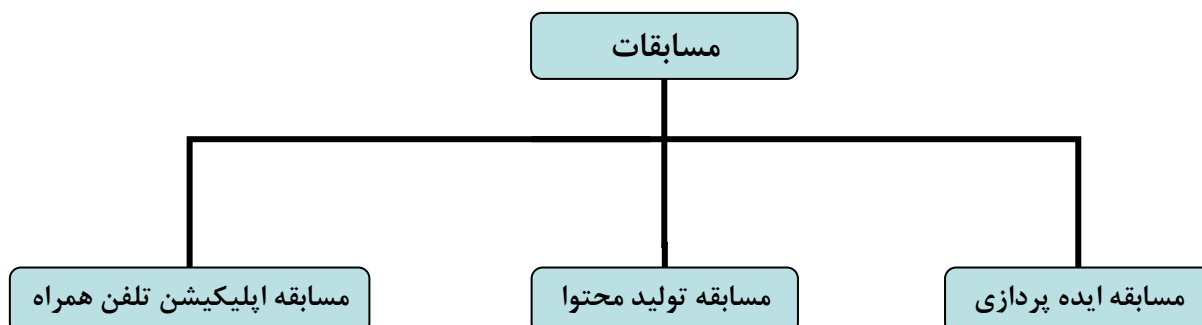 مسابقات
مسابقه ایده پردازی
مسابقه تولید محتوا
مسابقه اپلیکیشن تلفن همراه